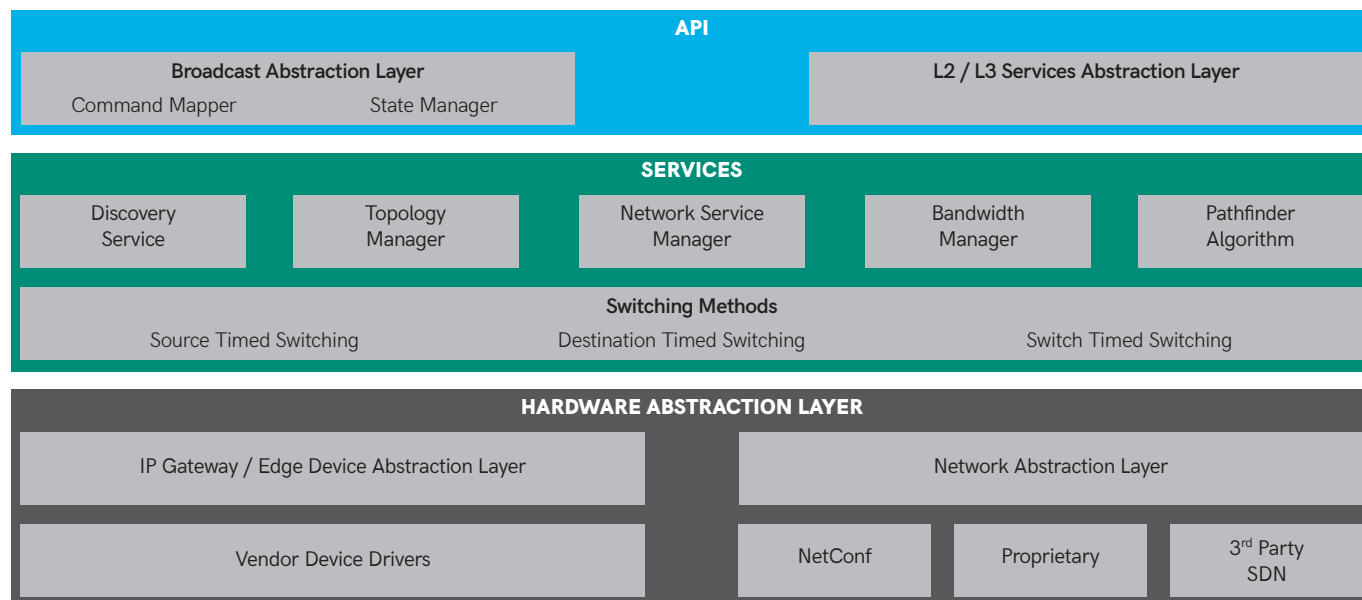 API
Broadcast Abstraction Layer
Command Mapper State Manager
L2 / L3 Services Abstraction Layer
SERVICES
Discovery
Service
Topology
Manager
Network Service
Manager
Bandwidth
Manager
Pathfinder
Algorithm
Switching Methods
Source Timed Switching Destination Timed Switching Switch Timed Switching
HARDWARE ABSTRACTION LAYER
IP Gateway / Edge Device Abstraction Layer
Network Abstraction Layer
Vendor Device Drivers
NetConf
Proprietary
3rd Party
SDN